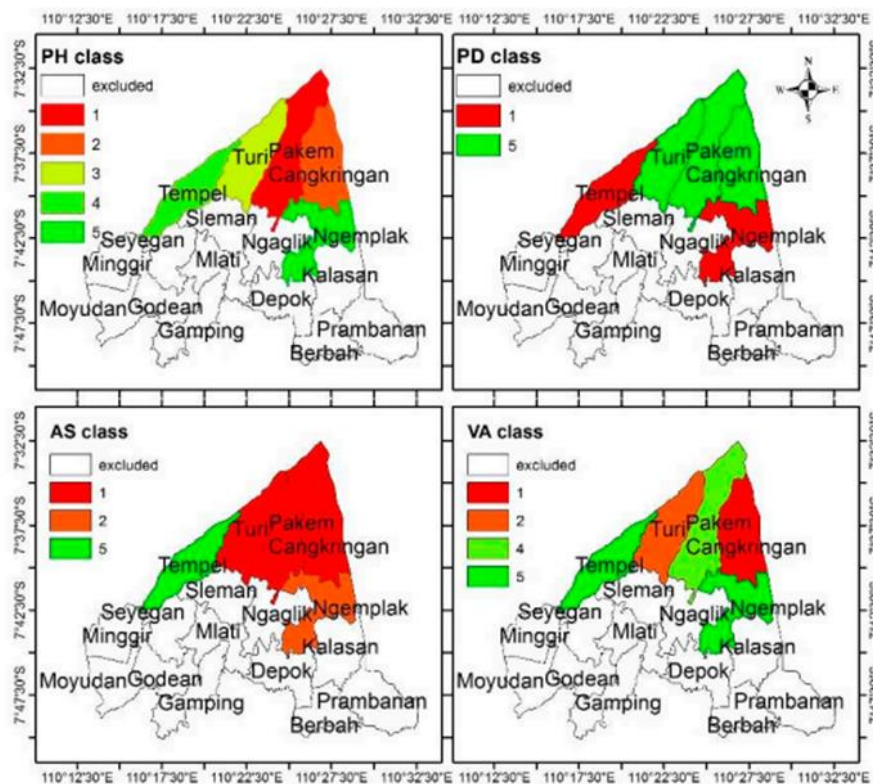 110°12'30"E 110°17'30"E 110°22'30"E 110°27'30"E 110°32'30"E 110°12'30"E 110°17'30"E 110°22'30"E 110°27'30"E 110°32'30"E
PH class
excluded
1
2
3
4
5
7°32'30"S
7°37'30"S
7°42'30"S
7°47'30"S
Turi
Pakem
Cangkringan
Tempel
Sleman
Seyegan
Ngaglik
Ngemplak
Minggir
Mlati
Kalasan
Moyudan
Godean
Depok
Gamping
Prambanan
Berbah
PD class
excluded
1
5
N
W
E
S
Turi
Pakem
Cangkringan
Tempel
Sleman
Seyegan
Ngaglik
Ngemplak
Minggir
Mlati
Kalasan
Moyudan
Godean
Depok
Gamping
Prambanan
Berbah
AS class
excluded
1
2
5
7°32'30"S
7°37'30"S
7°42'30"S
7°47'30"S
Turi
Pakem
Cangkringan
Tempel
Sleman
Seyegan
Ngaglik
Ngemplak
Minggir
Mlati
Kalasan
Moyudan
Godean
Depok
Gamping
Prambanan
Berbah
VA class
excluded
1
2
4
5
Turi
Pakem
Cangkringan
Tempel
Sleman
Seyegan
Ngaglik
Ngemplak
Minggir
Mlati
Kalasan
Moyudan
Godean
Depok
Gamping
Prambanan
Berbah
110°12'30"E 110°17'30"E 110°22'30"E 110°27'30"E 110°32'30"E 110°12'30"E 110°17'30"E 110°22'30"E 110°27'30"E 110°32'30"E